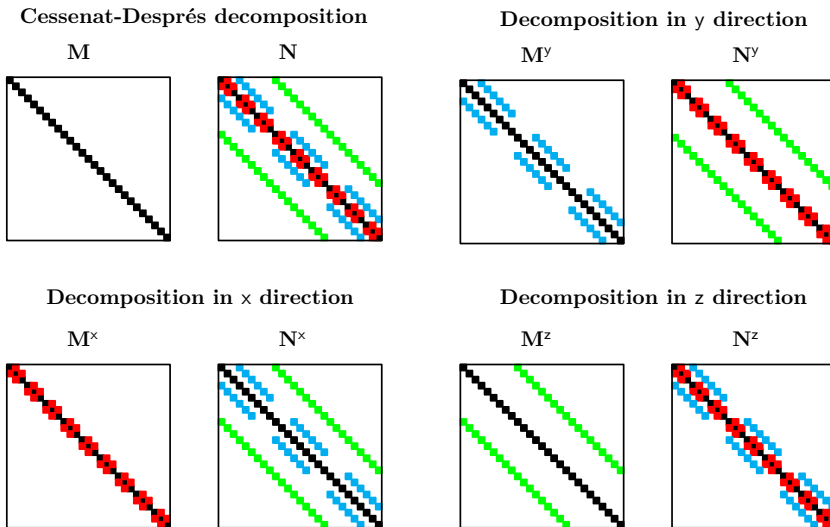 Cessenat-Després decomposition
M N
Decomposition in y direction
Mʸ Nʸ
Decomposition in x direction
Mˣ Nˣ
Decomposition in z direction
Mᶻ Nᶻ